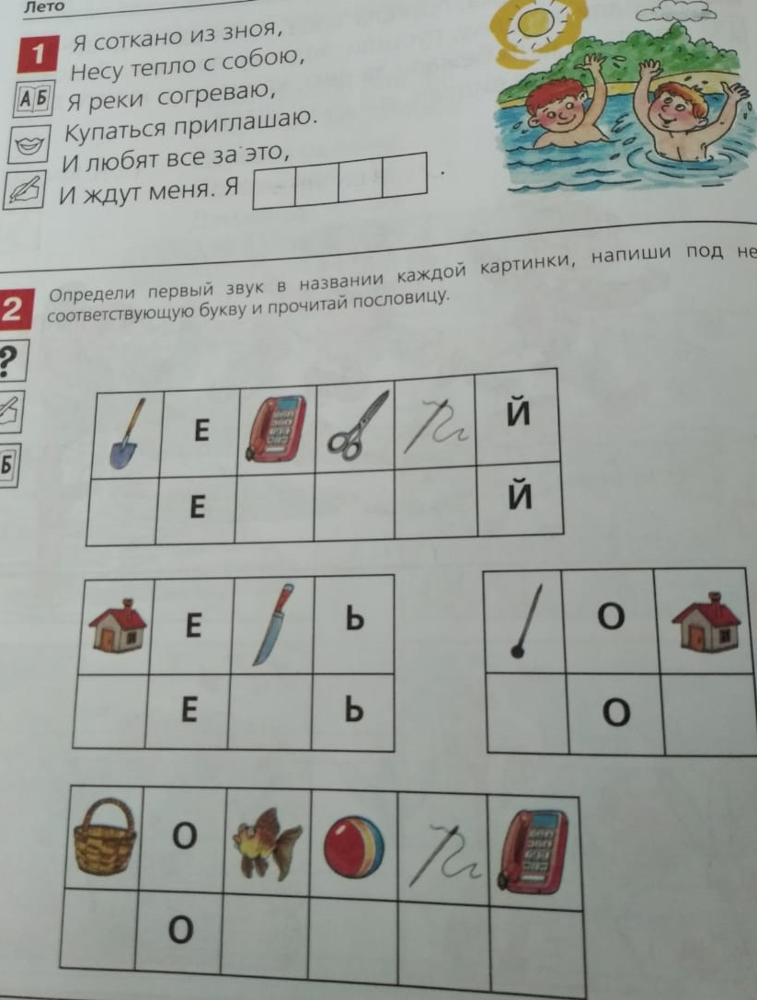 Лето
1
Я соткано из зноя,
Несу тепло с собою,
АБ
Я реки согреваю,
Купаться приглашаю.
И любят все за это,
И ждут меня. Я .
2
Определи первый звук в названии каждой картинки, напиши под не
соответствующую букву и прочитай пословицу.
?
Б
Е Й
Е Й
Е Ь
Е Ь
О
О
О
О